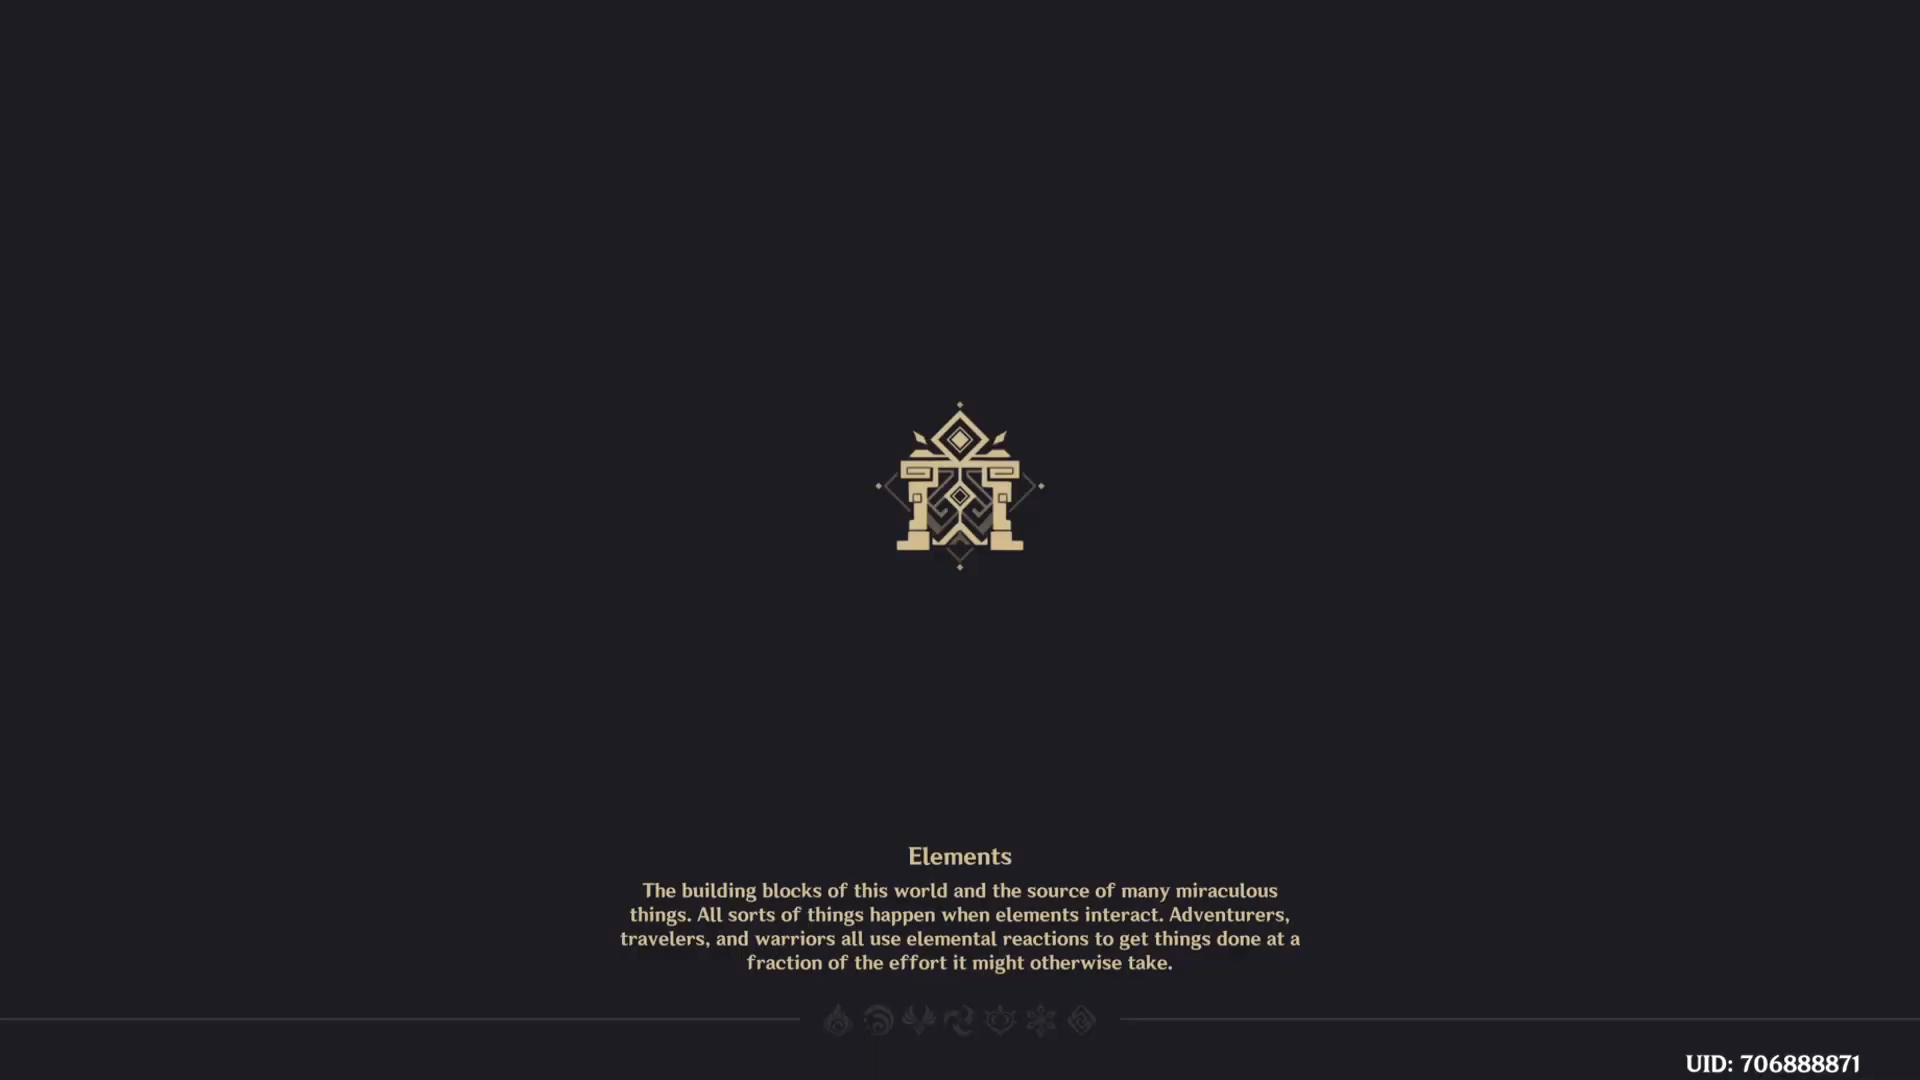 Elements
The building blocks of this world and the source of many miraculous
things. All sorts of things happen when elements interact. Adventurers,
travelers, and warriors all use elemental reactions to get things done at a
fraction of the effort it might otherwise take.
UID: 706888871